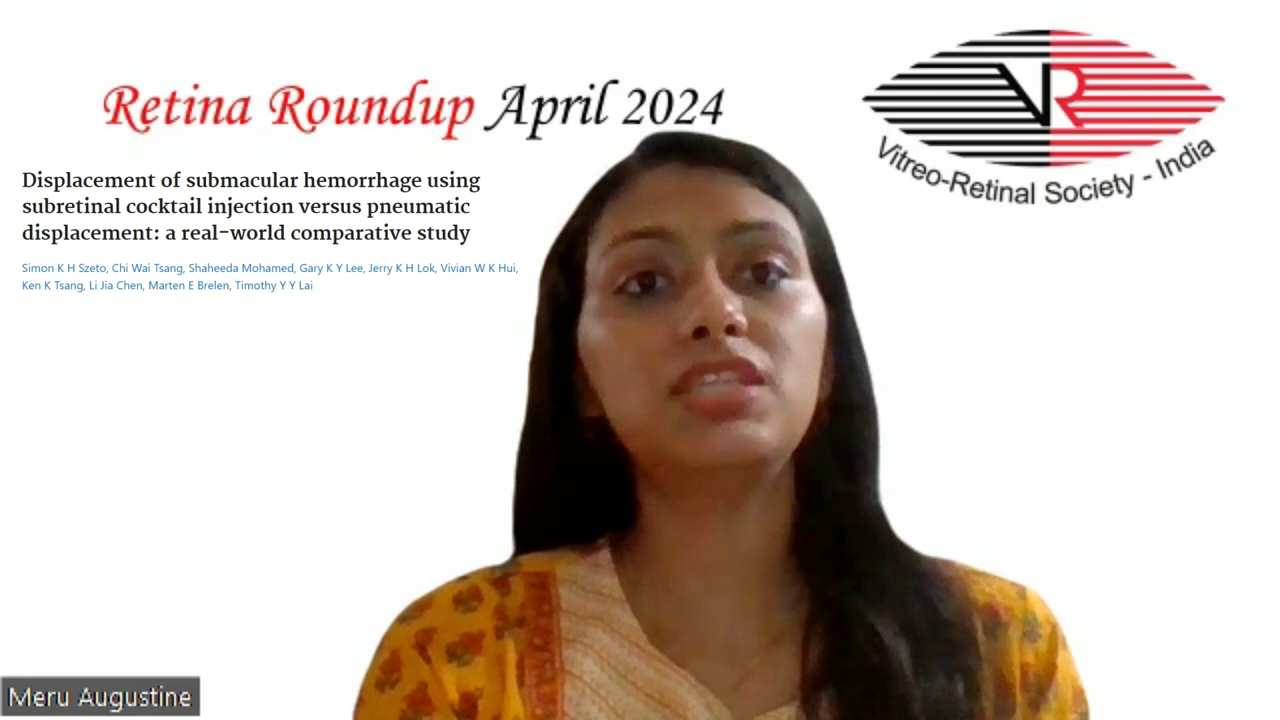 Retina Roundup April 2024
VR
Vitreo-Retinal Society - India
Displacement of submacular hemorrhage using
subretinal cocktail injection versus pneumatic
displacement: a real-world comparative study
Simon K H Szeto, Chi Wai Tsang, Shaheeda Mohamed, Gary K Y Lee, Jerry K H Lok, Vivian W K Hui,
Ken K Tsang, Li Jia Chen, Marten E Brelen, Timothy Y Y Lai
Meru Augustine